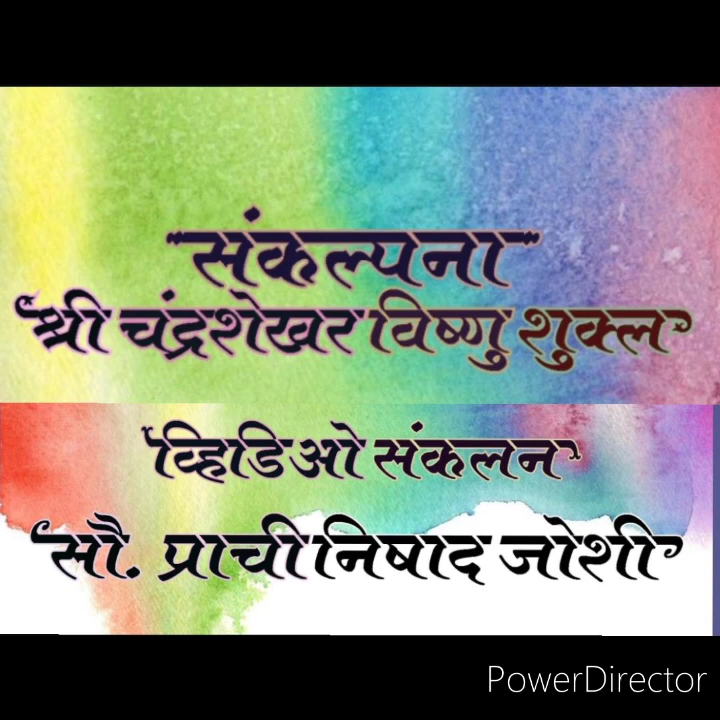 संकल्पना
श्री चंद्रशेखर विष्णु शुक्ल
व्हिडिओ संकलन
सौ. प्राची निषाद जोशी
PowerDirector